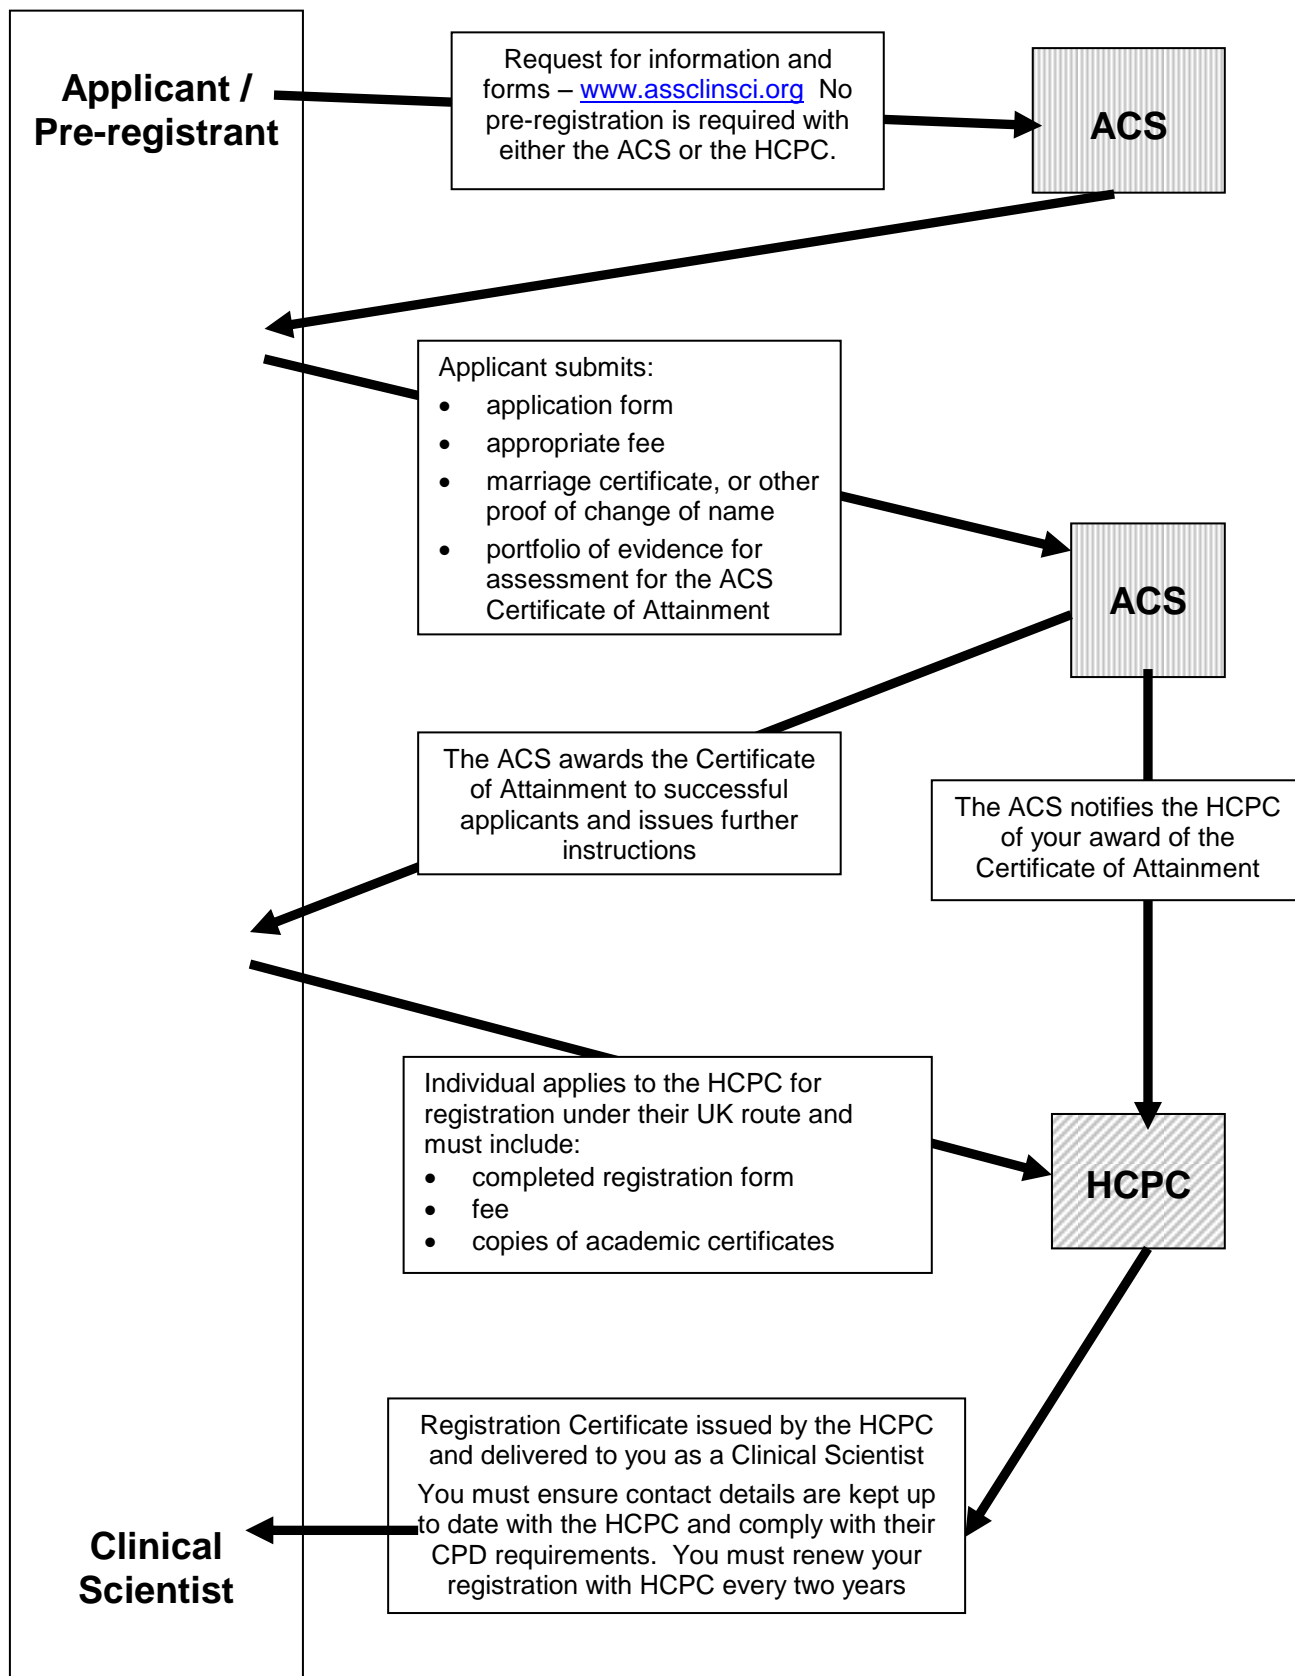 Applicant /
Pre-registrant
Request for information and
forms – www.assclinsci.org  No
pre-registration is required with
either the ACS or the HCPC.
ACS
Applicant submits:
• application form
• appropriate fee
• marriage certificate, or other
proof of change of name
• portfolio of evidence for
assessment for the ACS
Certificate of Attainment
ACS
The ACS awards the Certificate
of Attainment to successful
applicants and issues further
instructions
The ACS notifies the HCPC
of your award of the
Certificate of Attainment
Individual applies to the HCPC for
registration under their UK route and
must include:
• completed registration form
• fee
• copies of academic certificates
HCPC
Registration Certificate issued by the HCPC
and delivered to you as a Clinical Scientist
You must ensure contact details are kept up
to date with the HCPC and comply with their
CPD requirements.  You must renew your
registration with HCPC every two years
Clinical
Scientist